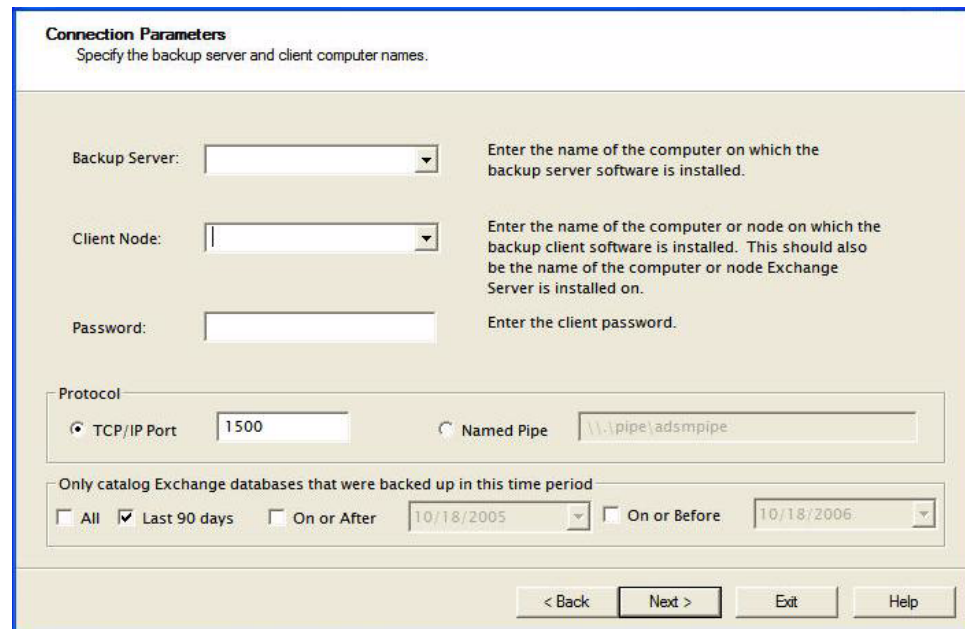 Connection Parameters
Specify the backup server and client computer names.
Backup Server:
Enter the name of the computer on which the
backup server software is installed.
Client Node:
Enter the name of the computer or node on which the
backup client software is installed. This should also
be the name of the computer or node Exchange
Server is installed on.
Password:
Enter the client password.
Protocol
TCP/IP Port 1500 Named Pipe \\.\pipe\adsmpipe
Only catalog Exchange databases that were backed up in this time period
All Last 90 days On or After 10/18/2005 On or Before 10/18/2006
< Back Next > Exit Help